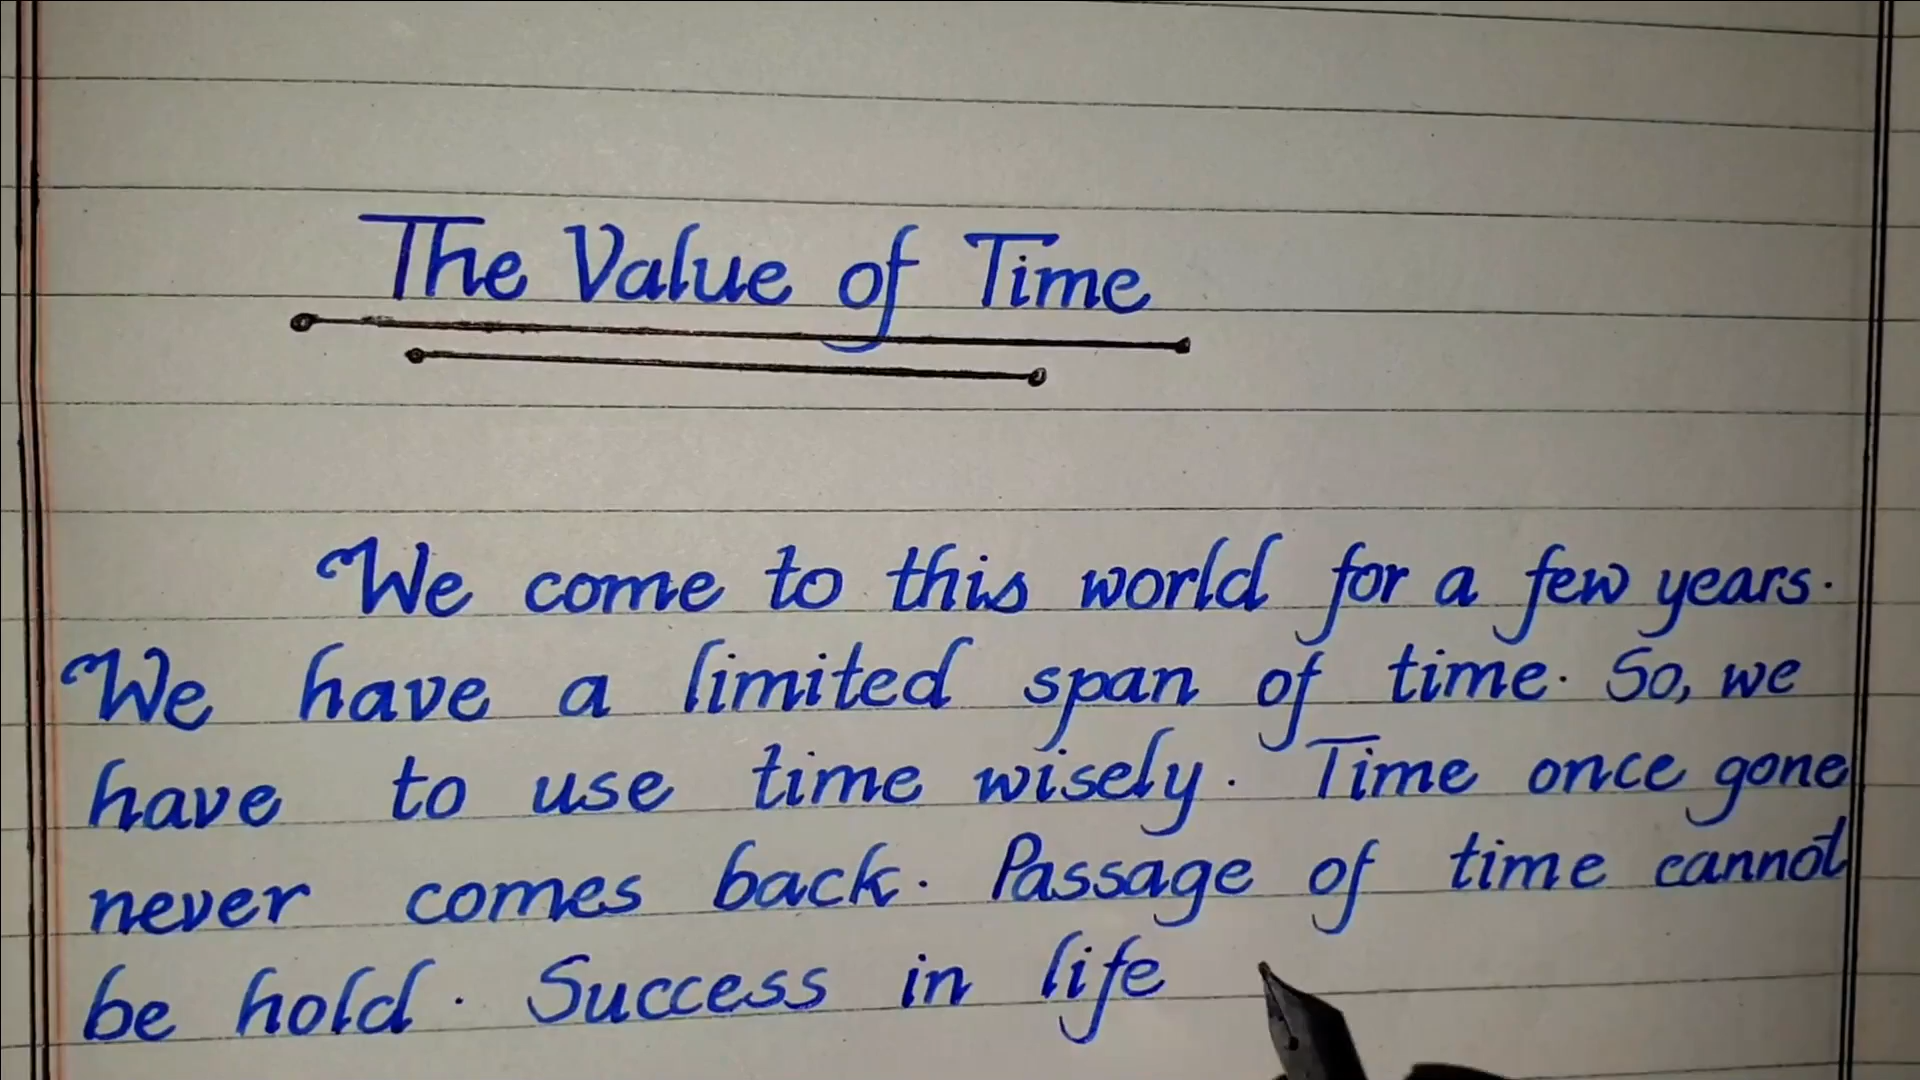 The Value of Time
We come to this world for a few years.
We have a limited span of time. So, we
have to use time wisely. Time once gone
never comes back. Passage of time cannot
be hold. Success in life